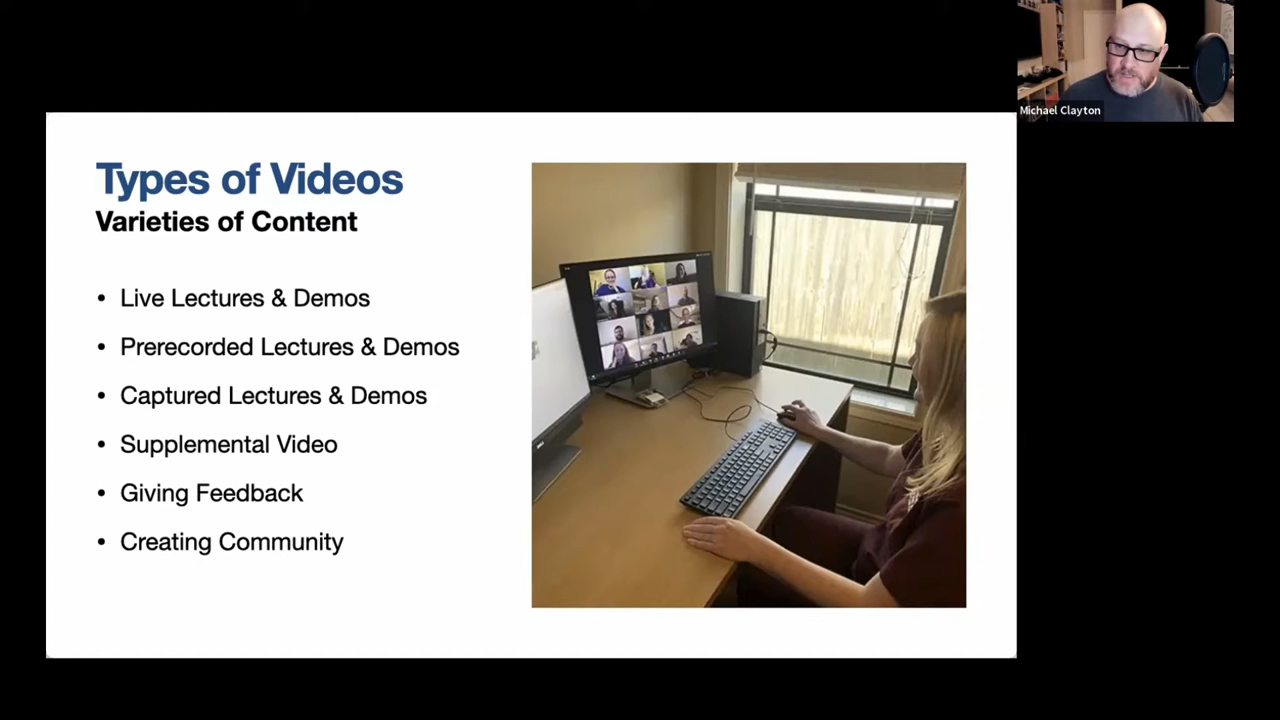 Michael Clayton
Types of Videos
Varieties of Content
• Live Lectures & Demos
• Prerecorded Lectures & Demos
• Captured Lectures & Demos
• Supplemental Video
• Giving Feedback
• Creating Community